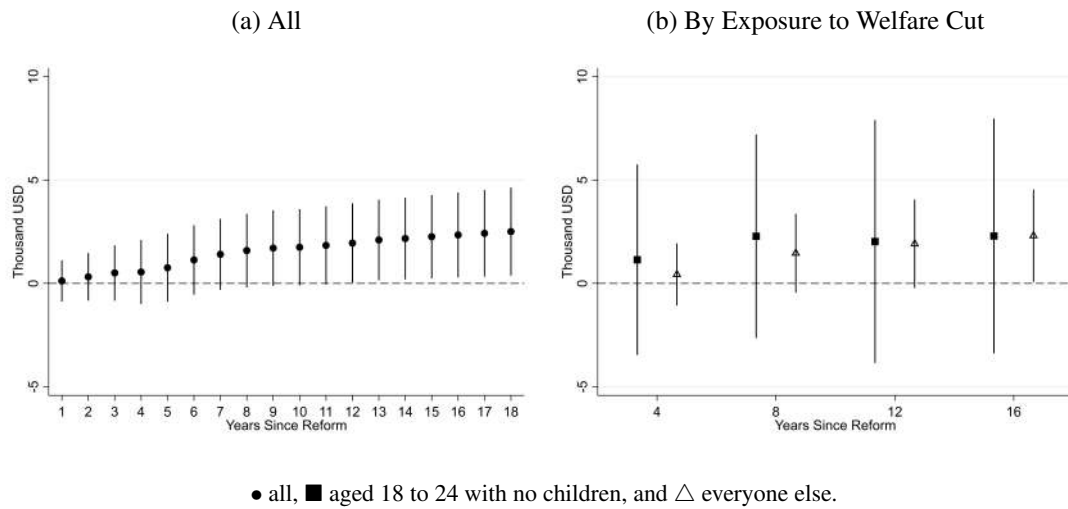 (a) All
(b) By Exposure to Welfare Cut
Thousand USD
10
5
0
-5
1 2 3 4 5 6 7 8 9 10 11 12 13 14 15 16 17 18
Years Since Reform
Thousand USD
10
5
0
-5
4 8 12 16
Years Since Reform
● all, ■ aged 18 to 24 with no children, and △ everyone else.